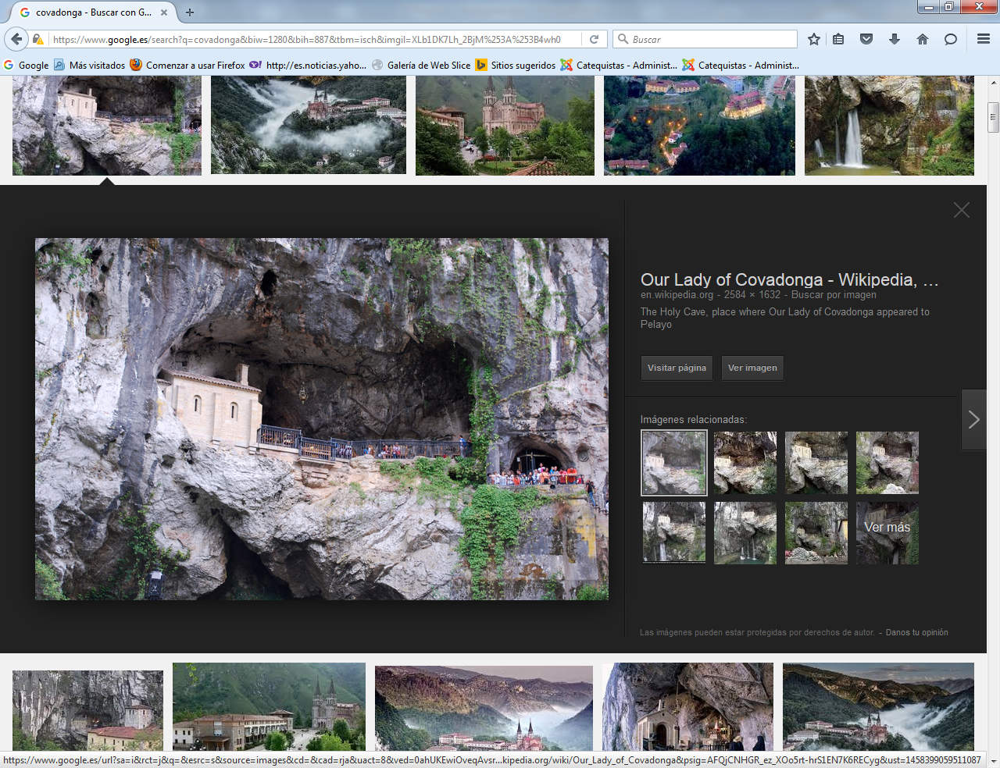 covadonga - Buscar con G...
https://www.google.es/search?q=covadonga&biw=1280&bih=887&tbm=isch&imgil=XLb1DK7Lh_2BjM%253A%253B4wh0
Buscar
Google
Más visitados
Comenzar a usar Firefox
http://es.noticias.yaho...
Galería de Web Slice
Sitios sugeridos
Catequistas - Administ...
Catequistas - Administ...
Our Lady of Covadonga - Wikipedia, ...
en.wikipedia.org - 2584 × 1632 - Buscar por imagen
The Holy Cave, place where Our Lady of Covadonga appeared to
Pelayo
Visitar página
Ver imagen
Imágenes relacionadas:
Ver más
Las imágenes pueden estar protegidas por derechos de autor. - Danos tu opinión
https://www.google.es/url?sa=i&rct=j&q=&esrc=s&source=images&cd=&cad=rja&uact=8&ved=0ahUKEwiOveqAvsr...kipedia.org/wiki/Our_Lady_of_Covadonga&psig=AFQjCNHGR_ez_XOo5rt-hrS1EN7K6RECyg&ust=1458399059511087